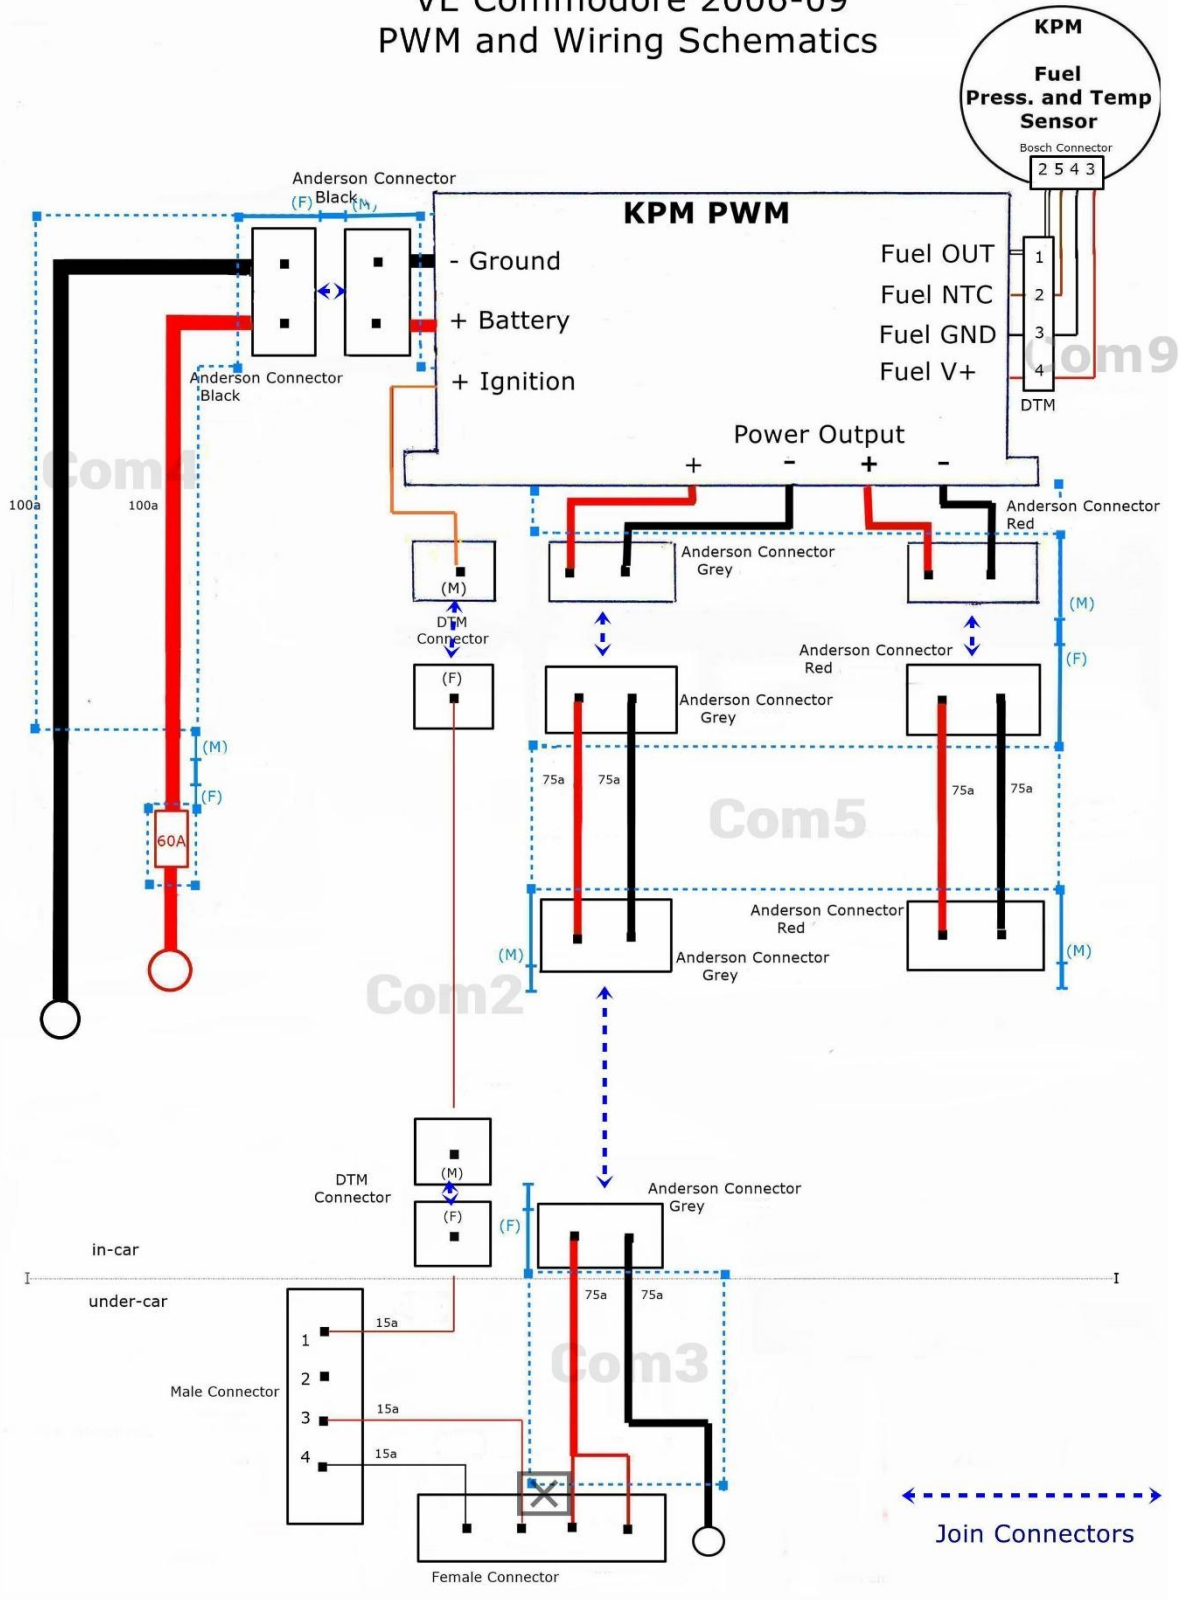 VE Commodore 2006-09
PWM and Wiring Schematics
KPM
Fuel
Press. and Temp
Sensor
Bosch Connector
2 5 4 3
Anderson Connector
Black
(F)
(M)
KPM PWM
- Ground
+ Battery
+ Ignition
Fuel OUT
Fuel NTC
Fuel GND
Fuel V+
1
2
3
4
DTM
Com9
Anderson Connector
Black
Power Output
+ - + -
Com4
100a
100a
Anderson Connector
Red
Anderson Connector
Grey
(M)
DTM
Connector
(F)
(M)
(F)
Anderson Connector
Red
Anderson Connector
Grey
(M)
(F)
60A
75a
75a
75a
75a
Com5
Anderson Connector
Red
(M)
(M)
Anderson Connector
Grey
Com2
(M)
DTM
Connector
(F)
(F)
Anderson Connector
Grey
in-car
under-car
75a
75a
Com3
1
2
3
4
15a
15a
15a
Male Connector
Female Connector
Join Connectors